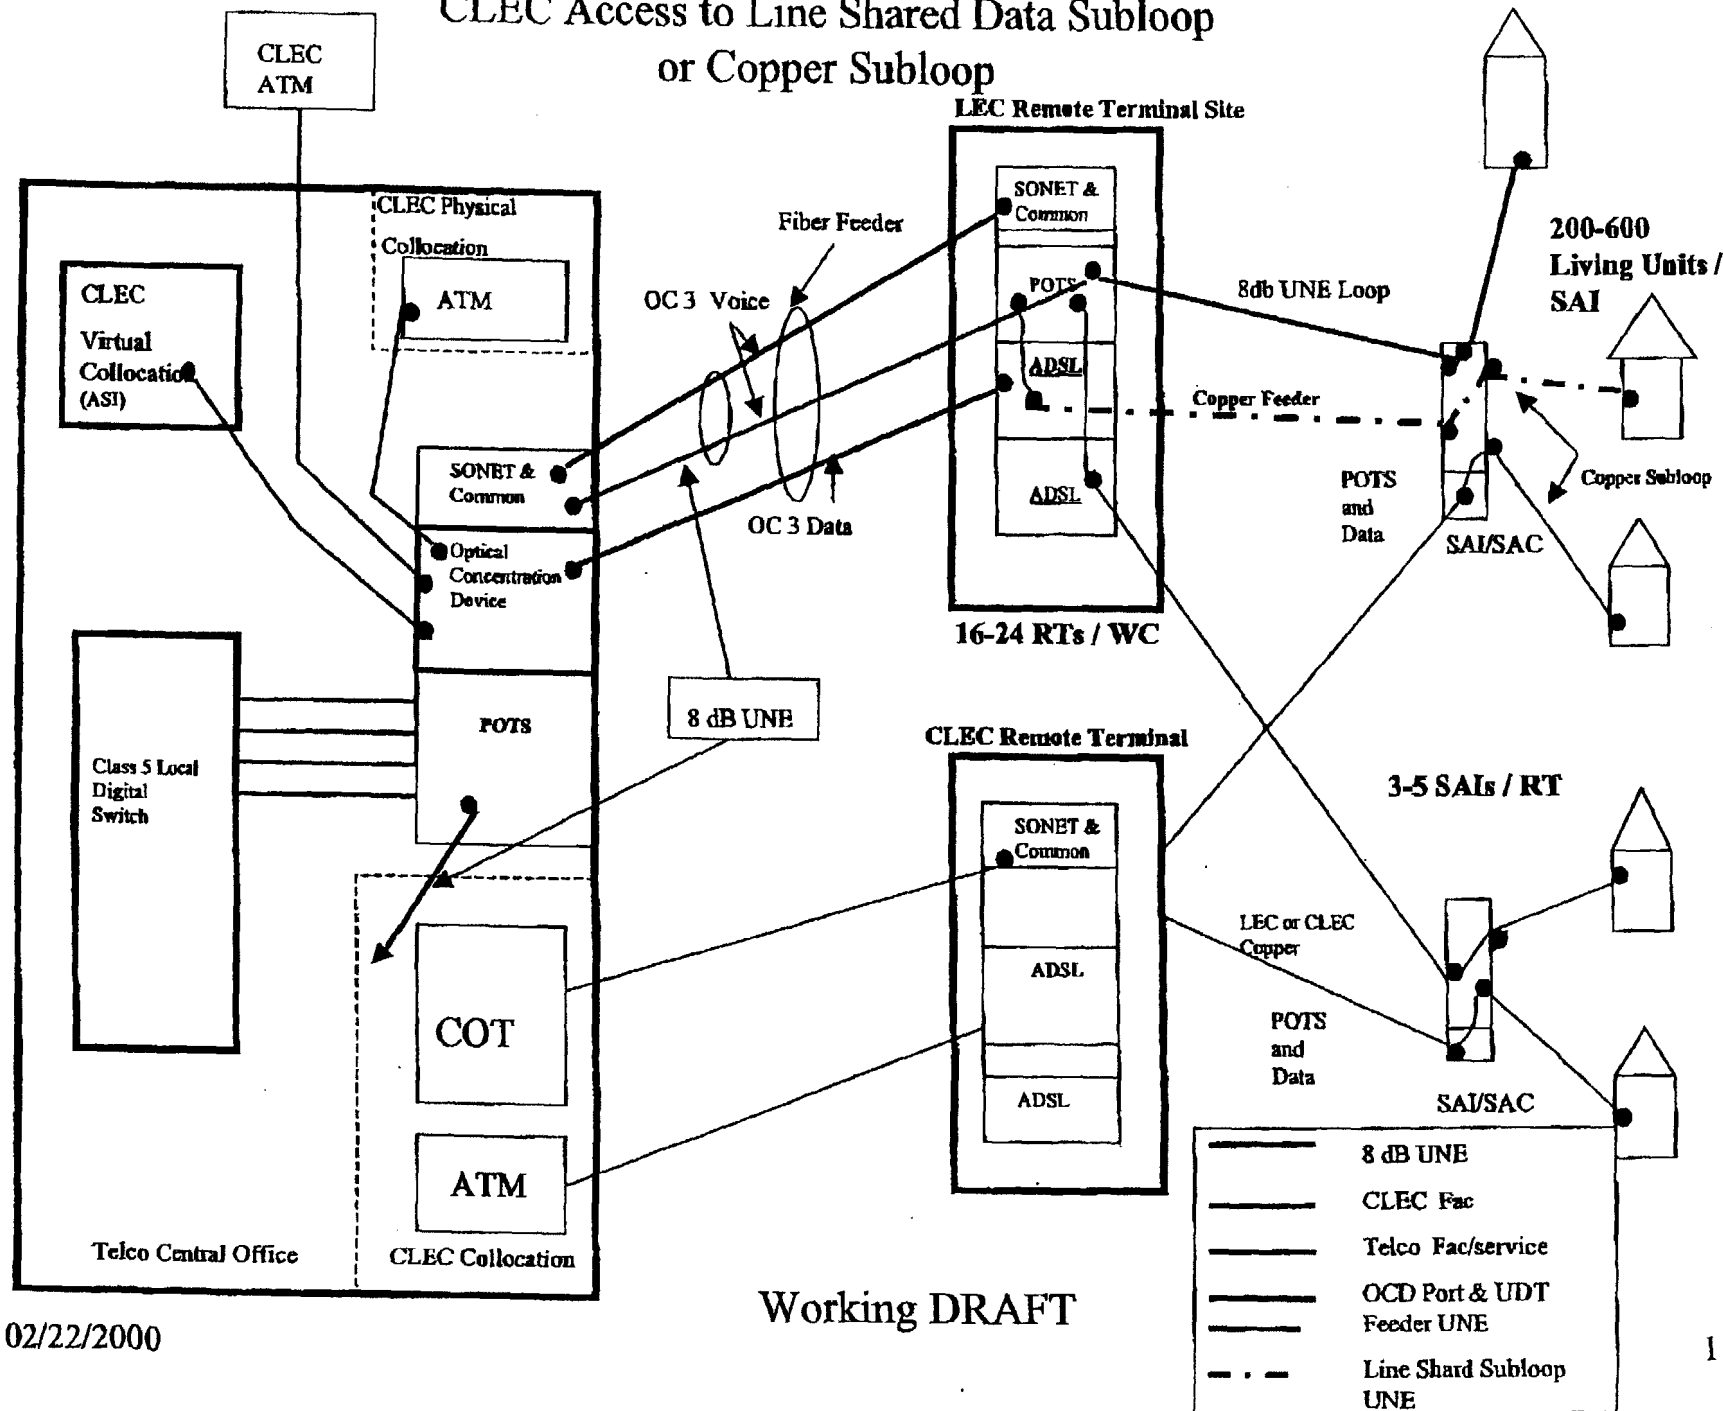 CLEC Access to Line Shared Data Subloop
or Copper Subloop
CLEC
ATM
LEC Remote Terminal Site
CLEC Physical
Collocation
ATM
CLEC
Virtual
Collocation
(ASI)
Fiber Feeder
OC 3 Voice
SONET &
Common
POTS
ADSL
ADSL
8db UNE Loop
200-600
Living Units /
SAI
Copper Feeder
SONET &
Common
Optical
Concentration
Device
OC 3 Data
POTS
and
Data
Copper Subloop
SAI/SAC
16-24 RTs / WC
8 dB UNE
POTS
Class 5 Local
Digital
Switch
CLEC Remote Terminal
3-5 SAIs / RT
SONET &
Common
ADSL
ADSL
LEC or CLEC
Copper
POTS
and
Data
SAI/SAC
COT
ATM
Telco Central Office
CLEC Collocation
8 dB UNE
CLEC Fac
Telco Fac/service
OCD Port & UDT
Feeder UNE
Line Shard Subloop
UNE
Working DRAFT
02/22/2000
1